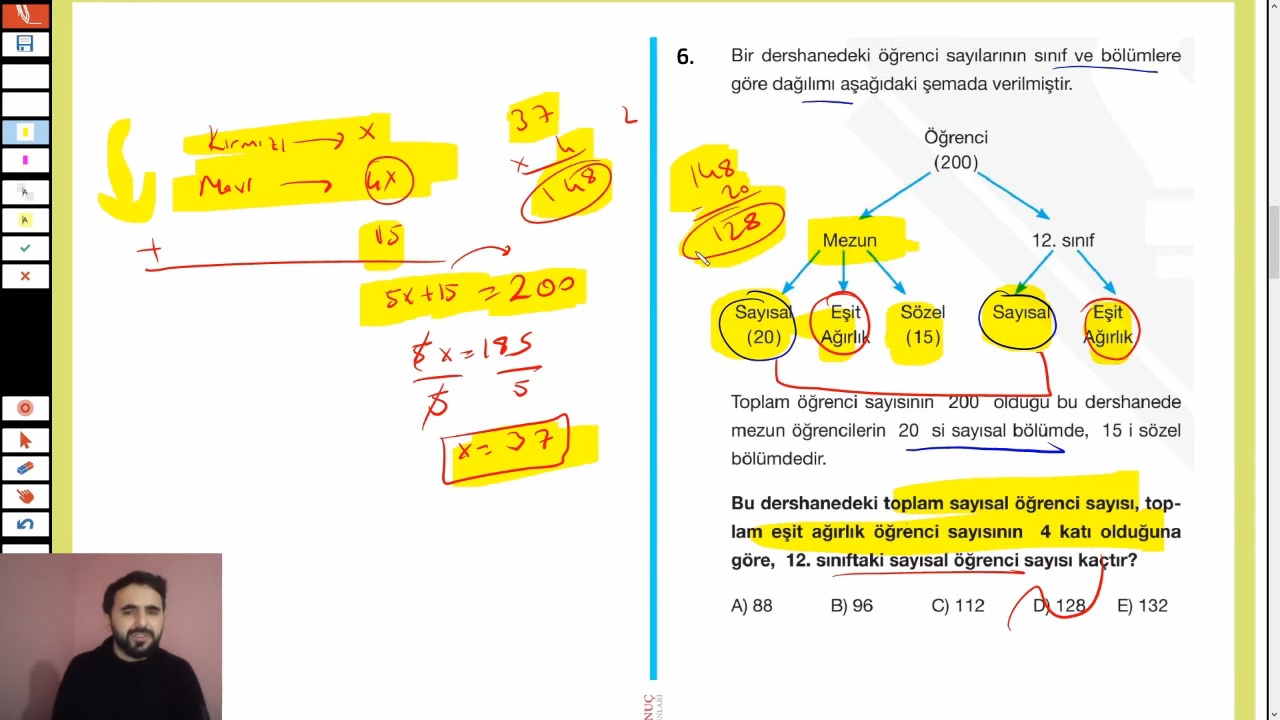 Kırmızı → x
Mavi → 4x
15
+
5x+15 = 200
5x=185
5 5
x=37
37
x 4
148
148
- 20
128
6.
Bir dershanedeki öğrenci sayılarının sınıf ve bölümlere
göre dağılımı aşağıdaki şemada verilmiştir.
Öğrenci
(200)
Mezun 12. sınıf
Sayısal Eşit Sözel Sayısal Eşit
(20) Ağırlık (15) Ağırlık
Toplam öğrenci sayısının 200 olduğu bu dershanede
mezun öğrencilerin 20 si sayısal bölümde, 15 i sözel
bölümdedir.
Bu dershanedeki toplam sayısal öğrenci sayısı, top-
lam eşit ağırlık öğrenci sayısının 4 katı olduğuna
göre, 12. sınıftaki sayısal öğrenci sayısı kaçtır?
A) 88 B) 96 C) 112 D) 128 E) 132